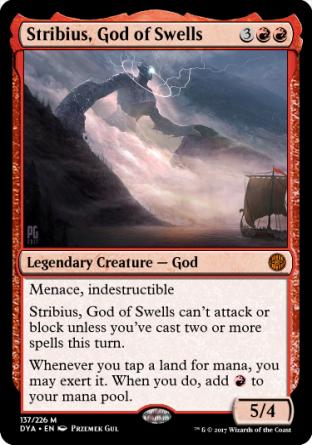 Stribius, God of Swells 3
PG
Legendary Creature — God
Menace, indestructible
Stribius, God of Swells can't attack or
block unless you've cast two or more
spells this turn.
Whenever you tap a land for mana, you
may exert it. When you do, add to
your mana pool.
5/4
137/226 M
DYA • EN Przemek Gul
™ & © 2017 Wizards of the Coast